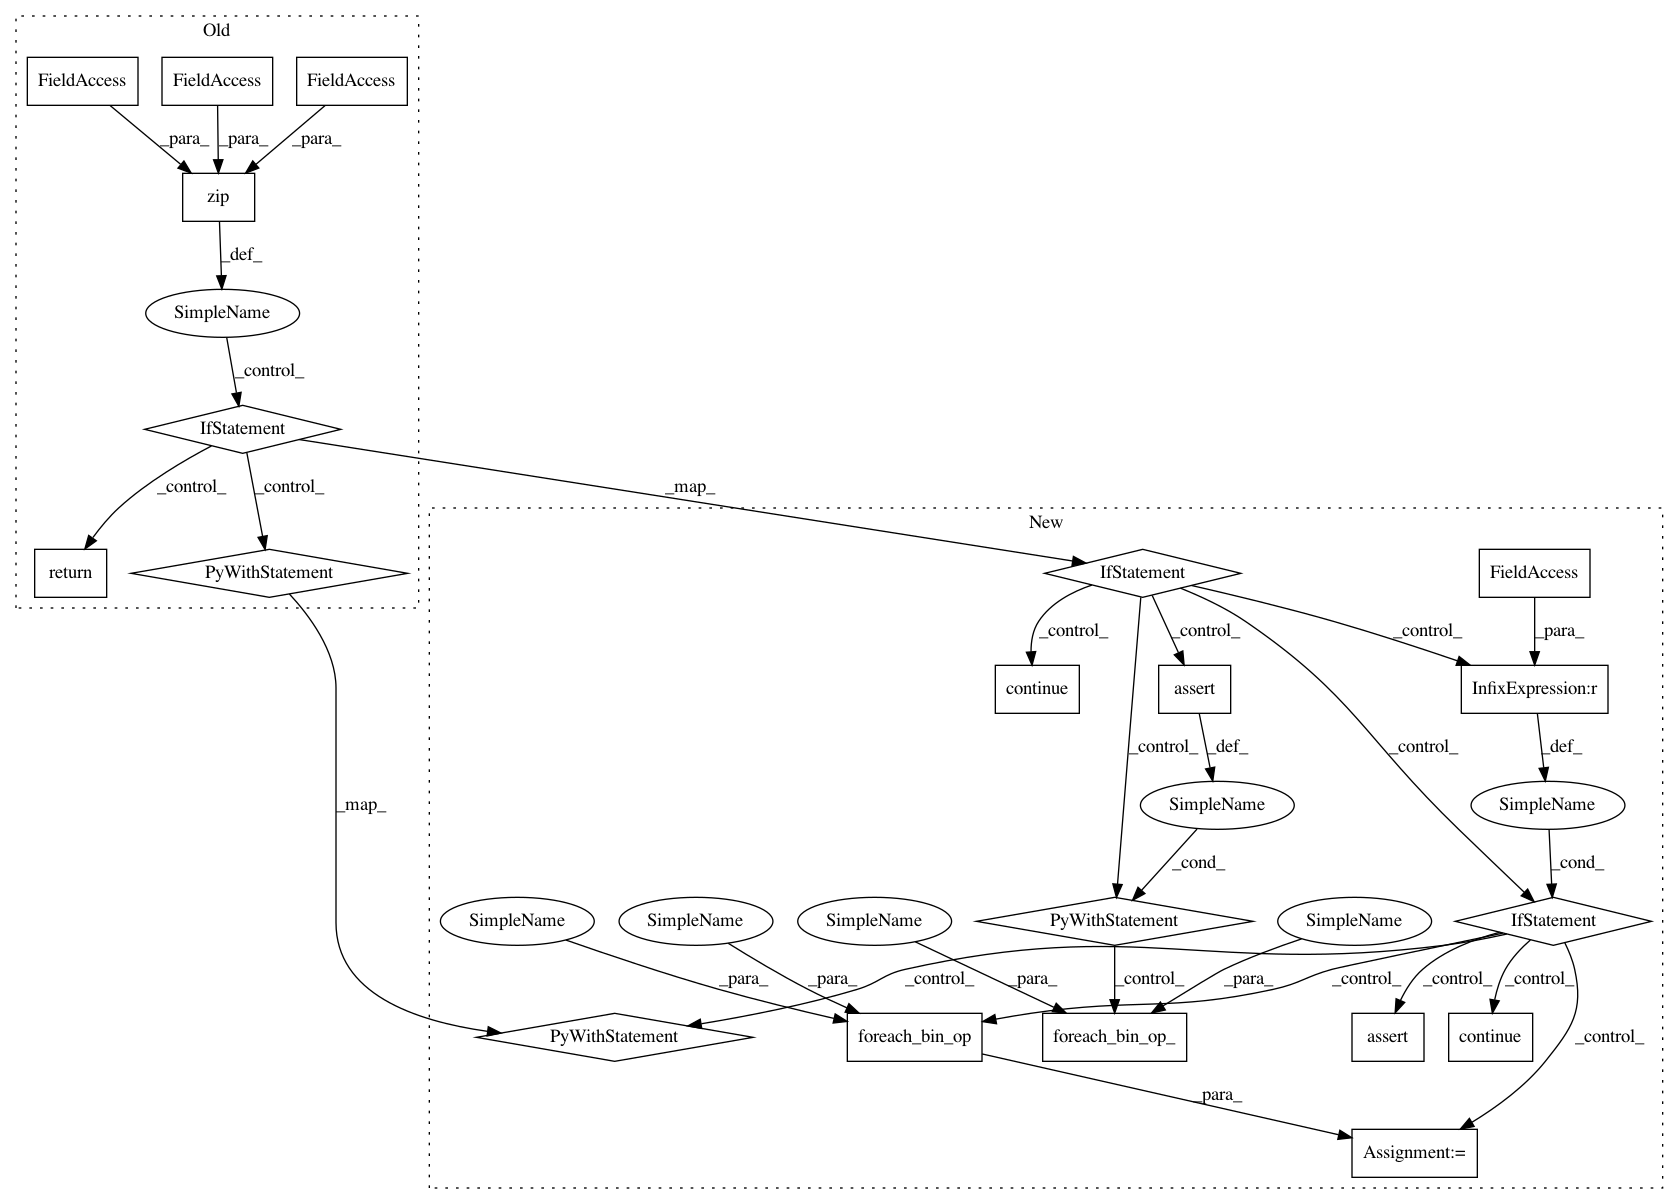 Old
FieldAccess FieldAccess FieldAccess
_para_ _para_ _para_
zip
_def_
SimpleName
_control_
IfStatement
_control_ _control_ _map_
return PyWithStatement
New
IfStatement FieldAccess
_control_ _control_ _control_ _para_
continue assert InfixExpression:r
_control_ _def_ _control_ _def_
_map_ SimpleName SimpleName
_cond_ _cond_
SimpleName SimpleName SimpleName PyWithStatement SimpleName IfStatement
_para_ _para_ _control_ _para_ _control_ _para_ _control_ _control_ _control_
PyWithStatement foreach_bin_op foreach_bin_op_ assert continue _control_
_para_
Assignment:=